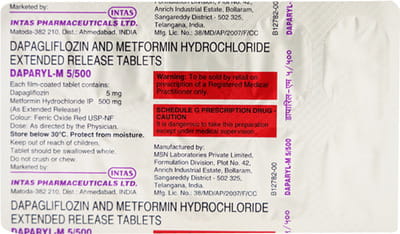 Marketed by:
INTAS
INTAS PHARMACEUTICALS LTD.
Matoda-382 210, Dist.: Ahmedabad, INDIA
DAPAGLIFLOZIN AND METFORMIN HYDROCHLORIDE
EXTENDED RELEASE TABLETS
DAPARYL-M 5/500
Each film-coated tablet contains:
Dapagliflozin 5 mg
Metformin Hydrochloride IP 500 mg
(As Extended Release)
Colour: Ferric Oxide Red USP-NF
Dose: As directed by the Physician.
Store below 30°C. Protect from moisture.
Keep out of reach of children.
Tablet should be swallowed whole.
Do not crush or chew.
Marketed by:
INTAS
INTAS PHARMACEUTICALS LTD.
Matoda-382 210, Dist.: Ahmedabad, INDIA
DAPAGLIFLOZIN AND METFORMIN HYDROCHLORIDE
EXTENDED RELEASE TABLETS
DAPARYL-M 5/500
Formulation Division, Plot No. 42,
Anrich Industrial Estate, Bollaram,
Sangareddy District - 502 325,
Telangana, India.
Mfg. Lic. No.: 38/MD/AP/2007/F/CC
Warning: To be sold by retail on
prescription of a Registered Medical
Practitioner only.
SCHEDULE G PRESCRIPTION DRUG -
CAUTION
It is dangerous to take this preparation
except under medical supervision.
Manufactured by:
MSN Laboratories Private Limited,
Formulation Division, Plot No. 42,
Anrich Industrial Estate, Bollaram,
Sangareddy District - 502 325,
Telangana, India.
Mfg. Lic. No.: 38/MD/AP/2007/F/CC
B12782-00
B12782-00
DAPARYL-M 5/500
डापारिल-एम ५/५००
DAPARYL-M 5/500